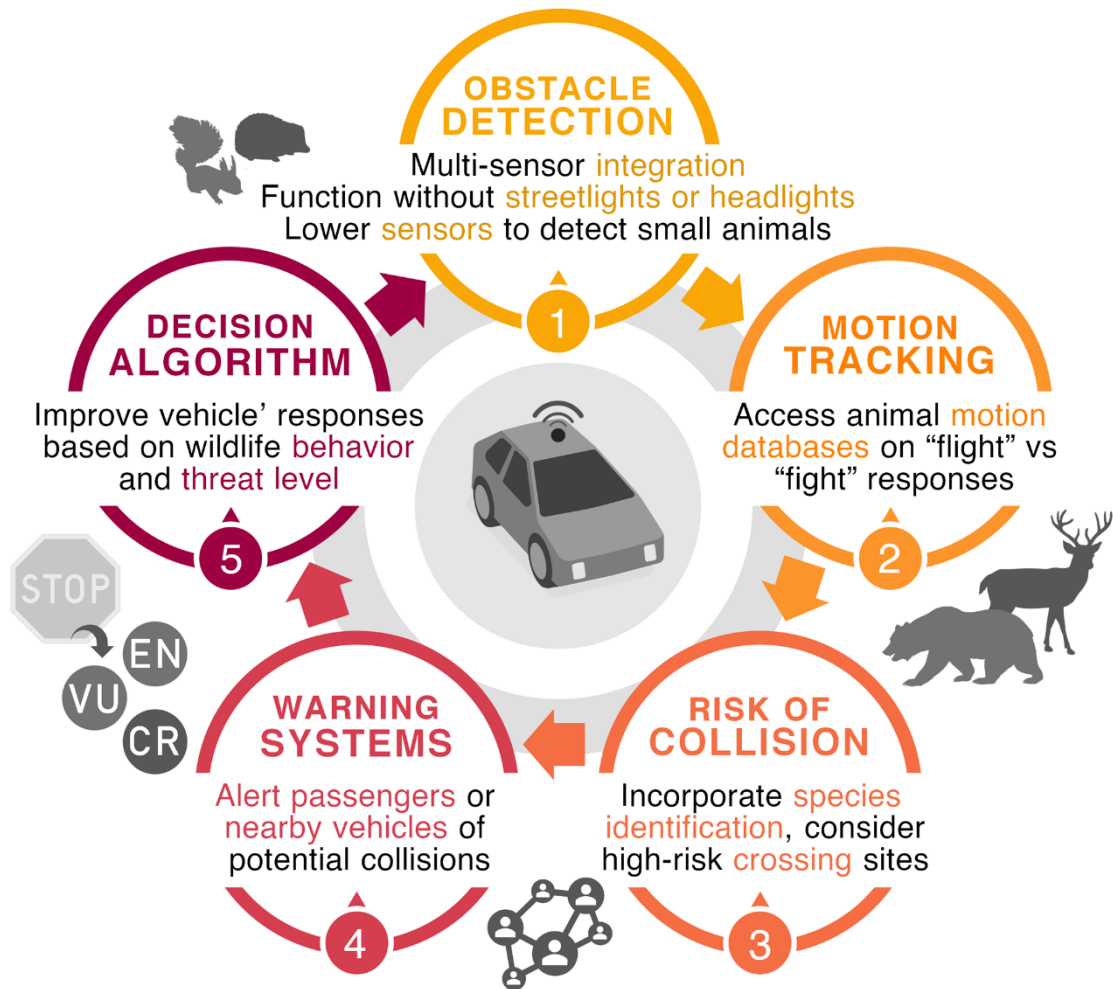 OBSTACLE
DETECTION
Multi-sensor integration
Function without streetlights or headlights
Lower sensors to detect small animals
1
MOTION
TRACKING
Access animal motion
databases on “flight” vs
“fight” responses
2
RISK OF
COLLISION
Incorporate species
identification, consider
high-risk crossing sites
3
WARNING
SYSTEMS
Alert passengers or
nearby vehicles of
potential collisions
4
DECISION
ALGORITHM
Improve vehicle’ responses
based on wildlife behavior
and threat level
5
STOP
EN
VU
CR